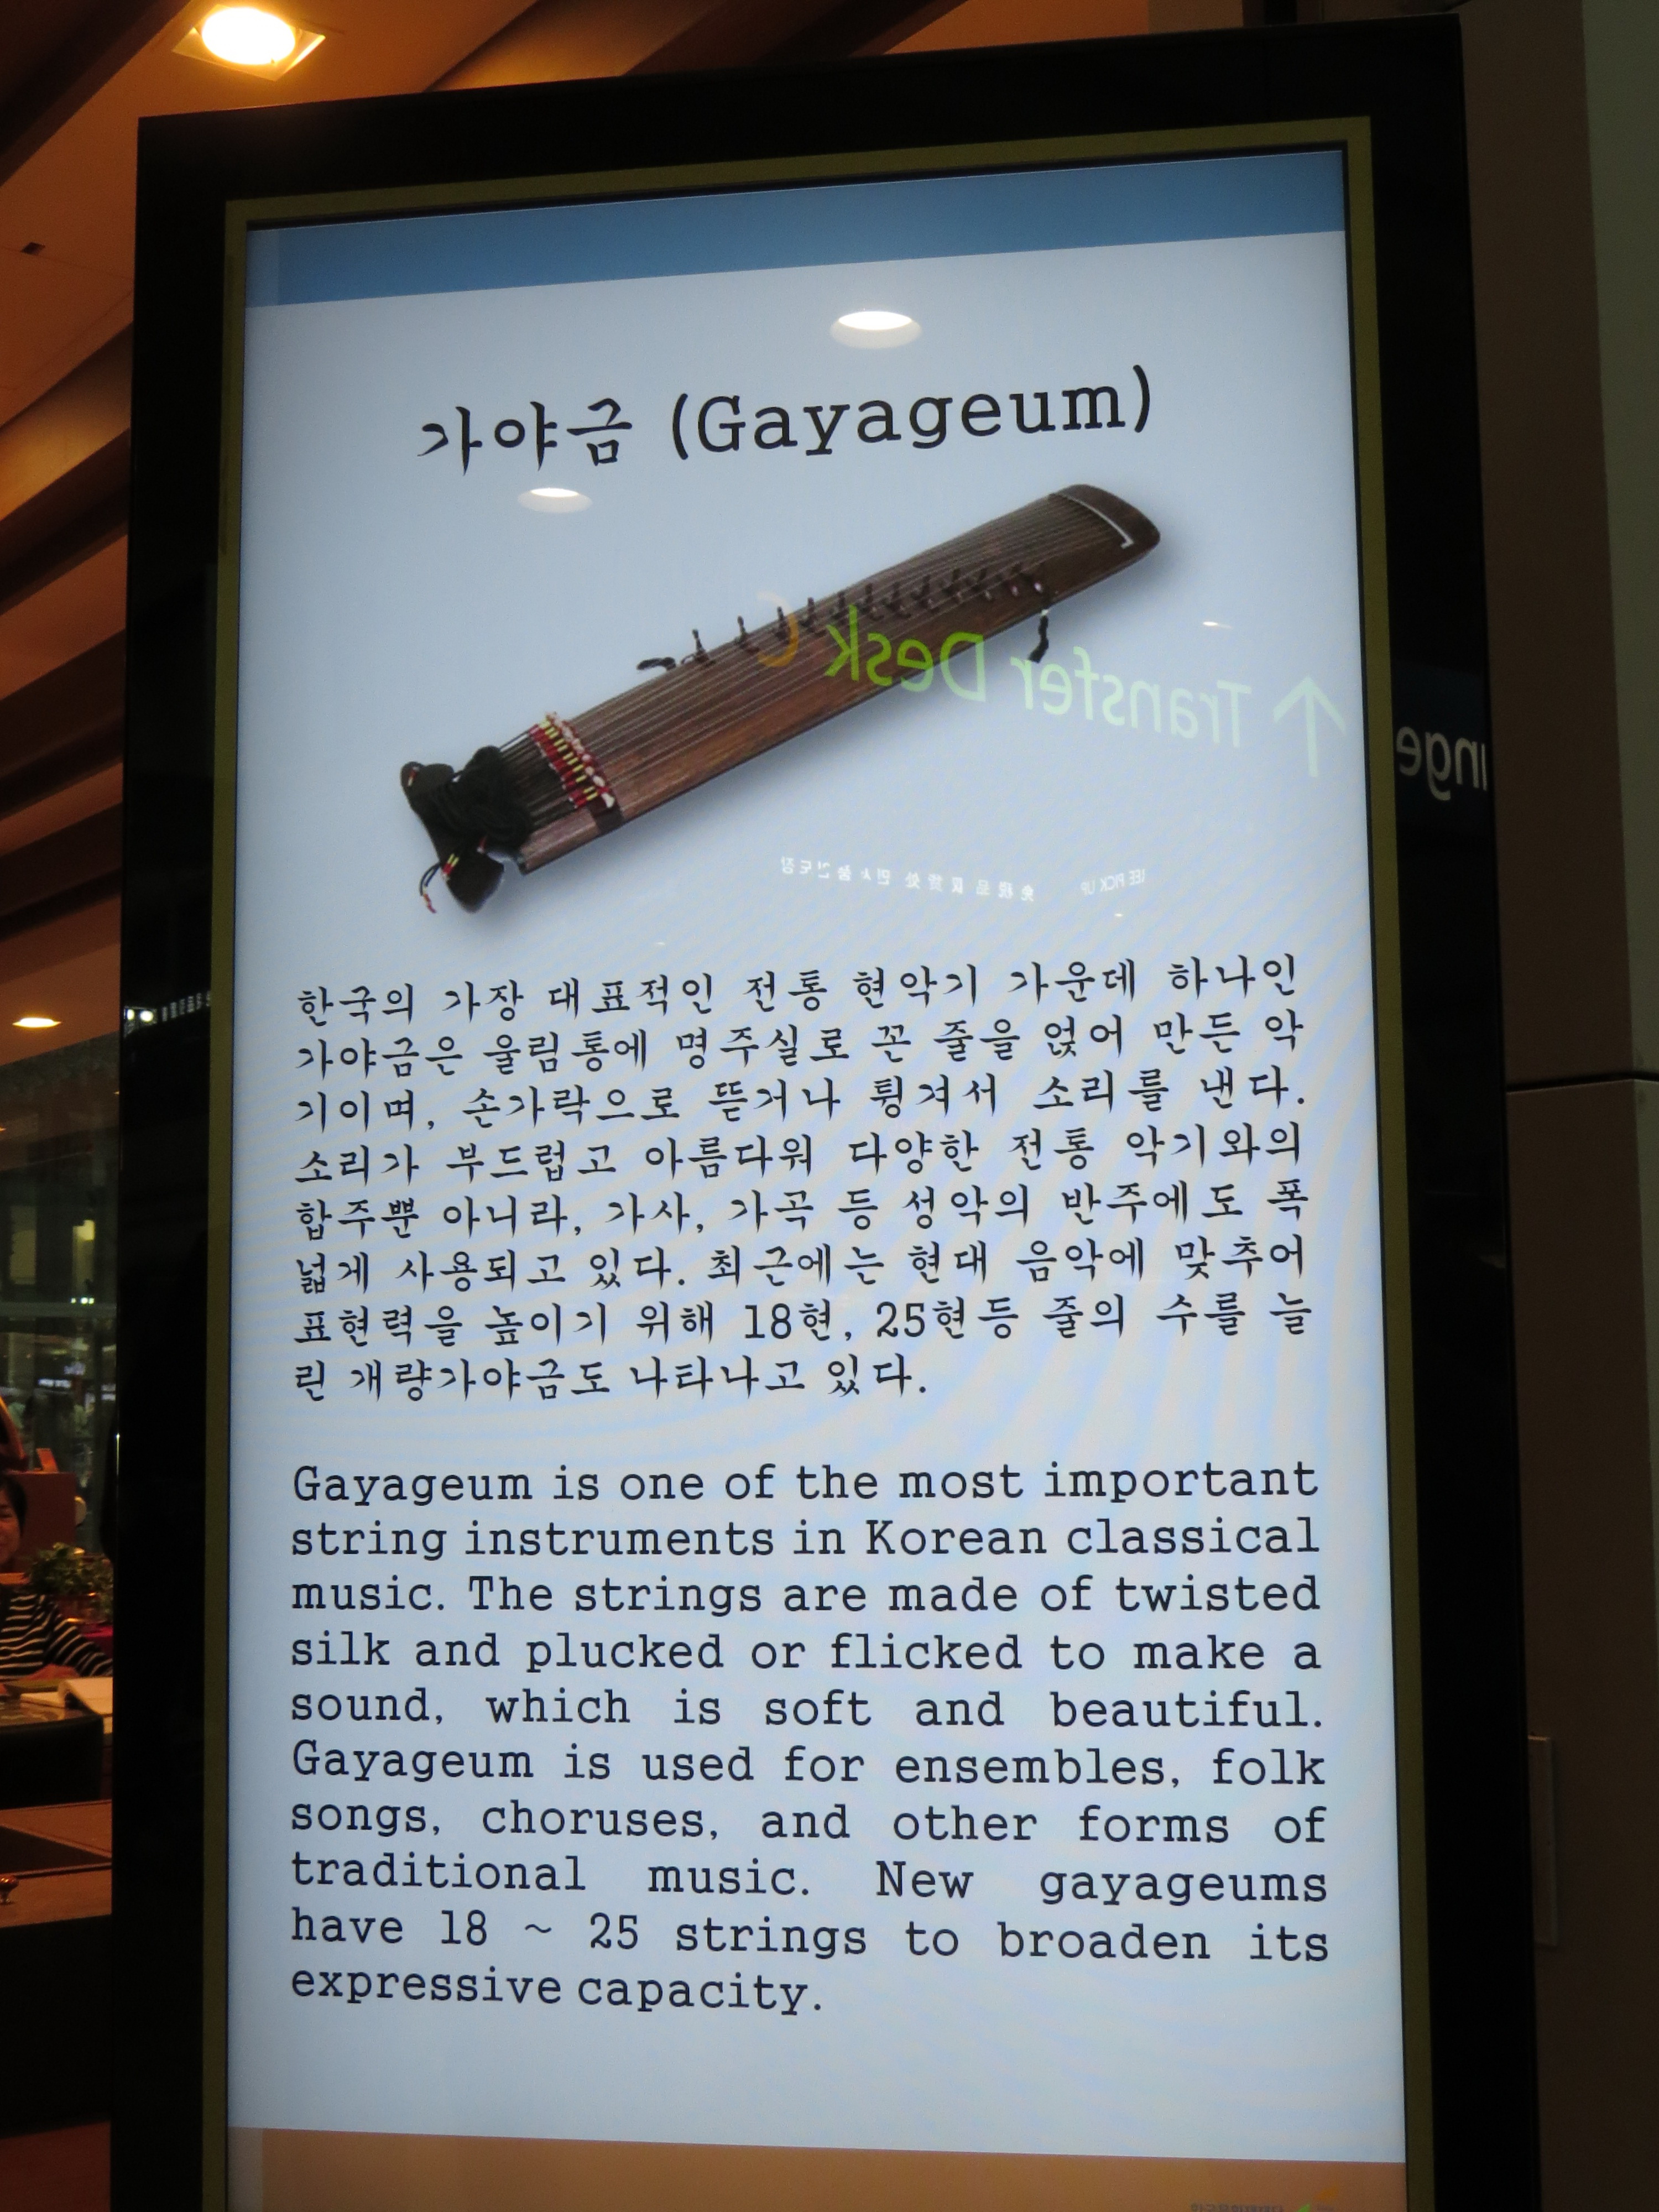 가야금 (Gayageum)
Transfer Desk
한국의 가장 대표적인 전통 현악기 가운데 하나인
가야금은 울림통에 명주실로 꼰 줄을 얹어 만든 악
기이며, 손가락으로 뜯거나 튕겨서 소리를 낸다.
소리가 부드럽고 아름다워 다양한 전통 악기와의
합주뿐 아니라, 가사, 가곡 등 성악의 반주에도 폭
넓게 사용되고 있다. 최근에는 현대 음악에 맞추어
표현력을 높이기 위해 18현, 25현등 줄의 수를 늘
린 개량가야금도 나타나고 있다.
Gayageum is one of the most important
string instruments in Korean classical
music. The strings are made of twisted
silk and plucked or flicked to make a
sound, which is soft and beautiful.
Gayageum is used for ensembles, folk
songs, choruses, and other forms of
traditional music. New gayageums
have 18 ~ 25 strings to broaden its
expressive capacity.